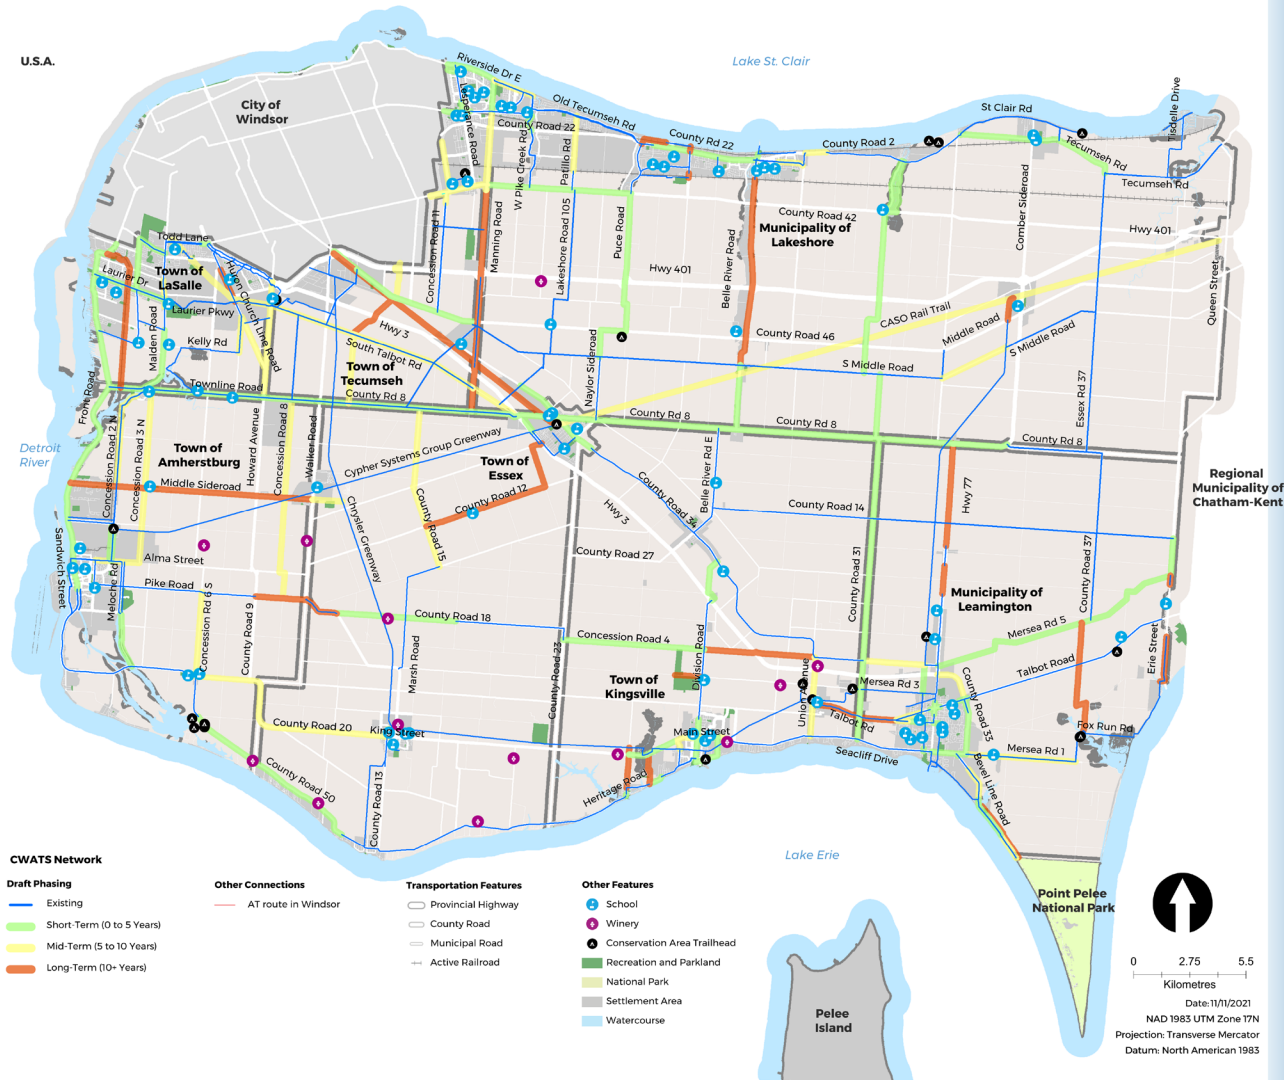 U.S.A.
Lake St. Clair
City of
Windsor
Riverside Dr E
Lesperance Road
Old Tecumseh Rd
County Road 22
County Rd 22
W Pike Creek Rd
Patillo Rd
County Road 2
St Clair Rd
Tecumseh Rd
Tisdelle Drive
Tecumseh Rd
Comber Sideroad
County Road 42
Municipality of
Lakeshore
Hwy 401
Hwy 401
Concession Road 11
Manning Road
Lakeshore Road 105
Puce Road
Belle River Road
Queen Street
Todd Lane
Town of
LaSalle
Laurier Dr
Huron Church Line Road
Laurier Pkwy
Malden Road
Kelly Rd
Front Road
Townline Road
Hwy 3
South Talbot Rd
Town of
Tecumseh
County Rd 8
Naylor Sideroad
County Road 46
CASO Rail Trail
Middle Road
S Middle Road
S Middle Road
Essex Rd 37
County Rd 8
County Rd 8
County Rd 8
Detroit
River
Town of
Amherstburg
Concession Road 2 N
Concession Road 3 N
Howard Avenue
Concession Road 8
Walker Road
Cypher Systems Group Greenway
Middle Sideroad
Town of
Essex
County Road 12
County Road 15
Chrysler Greenway
Hwy 3
County Road 34
Belle River Rd E
County Road 14
Hwy 77
Regional
Municipality of
Chatham-Kent
Sandwich Street
Alma Street
Pike Road
Meloche Rd
Concession Rd 6 S
County Road 9
County Road 18
County Road 27
County Road 31
County Road 37
Municipality of
Leamington
Mersea Rd 5
Erie Street
Talbot Road
Concession Road 4
Division Road
County Road 23
Marsh Road
Town of
Kingsville
Union Avenue
Mersea Rd 3
Talbot Rd
County Road 33
Fox Run Rd
Mersea Rd 1
County Road 20
King Street
Main Street
Seacliff Drive
Bevel Line Road
County Road 50
County Road 13
Heritage Road
Lake Erie
Point Pelee
National Park
Pelee
Island
CWATS Network
Draft Phasing
Existing
Short-Term (0 to 5 Years)
Mid-Term (5 to 10 Years)
Long-Term (10+ Years)
Other Connections
AT route in Windsor
Transportation Features
Provincial Highway
County Road
Municipal Road
Active Railroad
Other Features
School
Winery
Conservation Area Trailhead
Recreation and Parkland
National Park
Settlement Area
Watercourse
0 2.75 5.5
Kilometres
Date: 11/11/2021
NAD 1983 UTM Zone 17N
Projection: Transverse Mercator
Datum: North American 1983